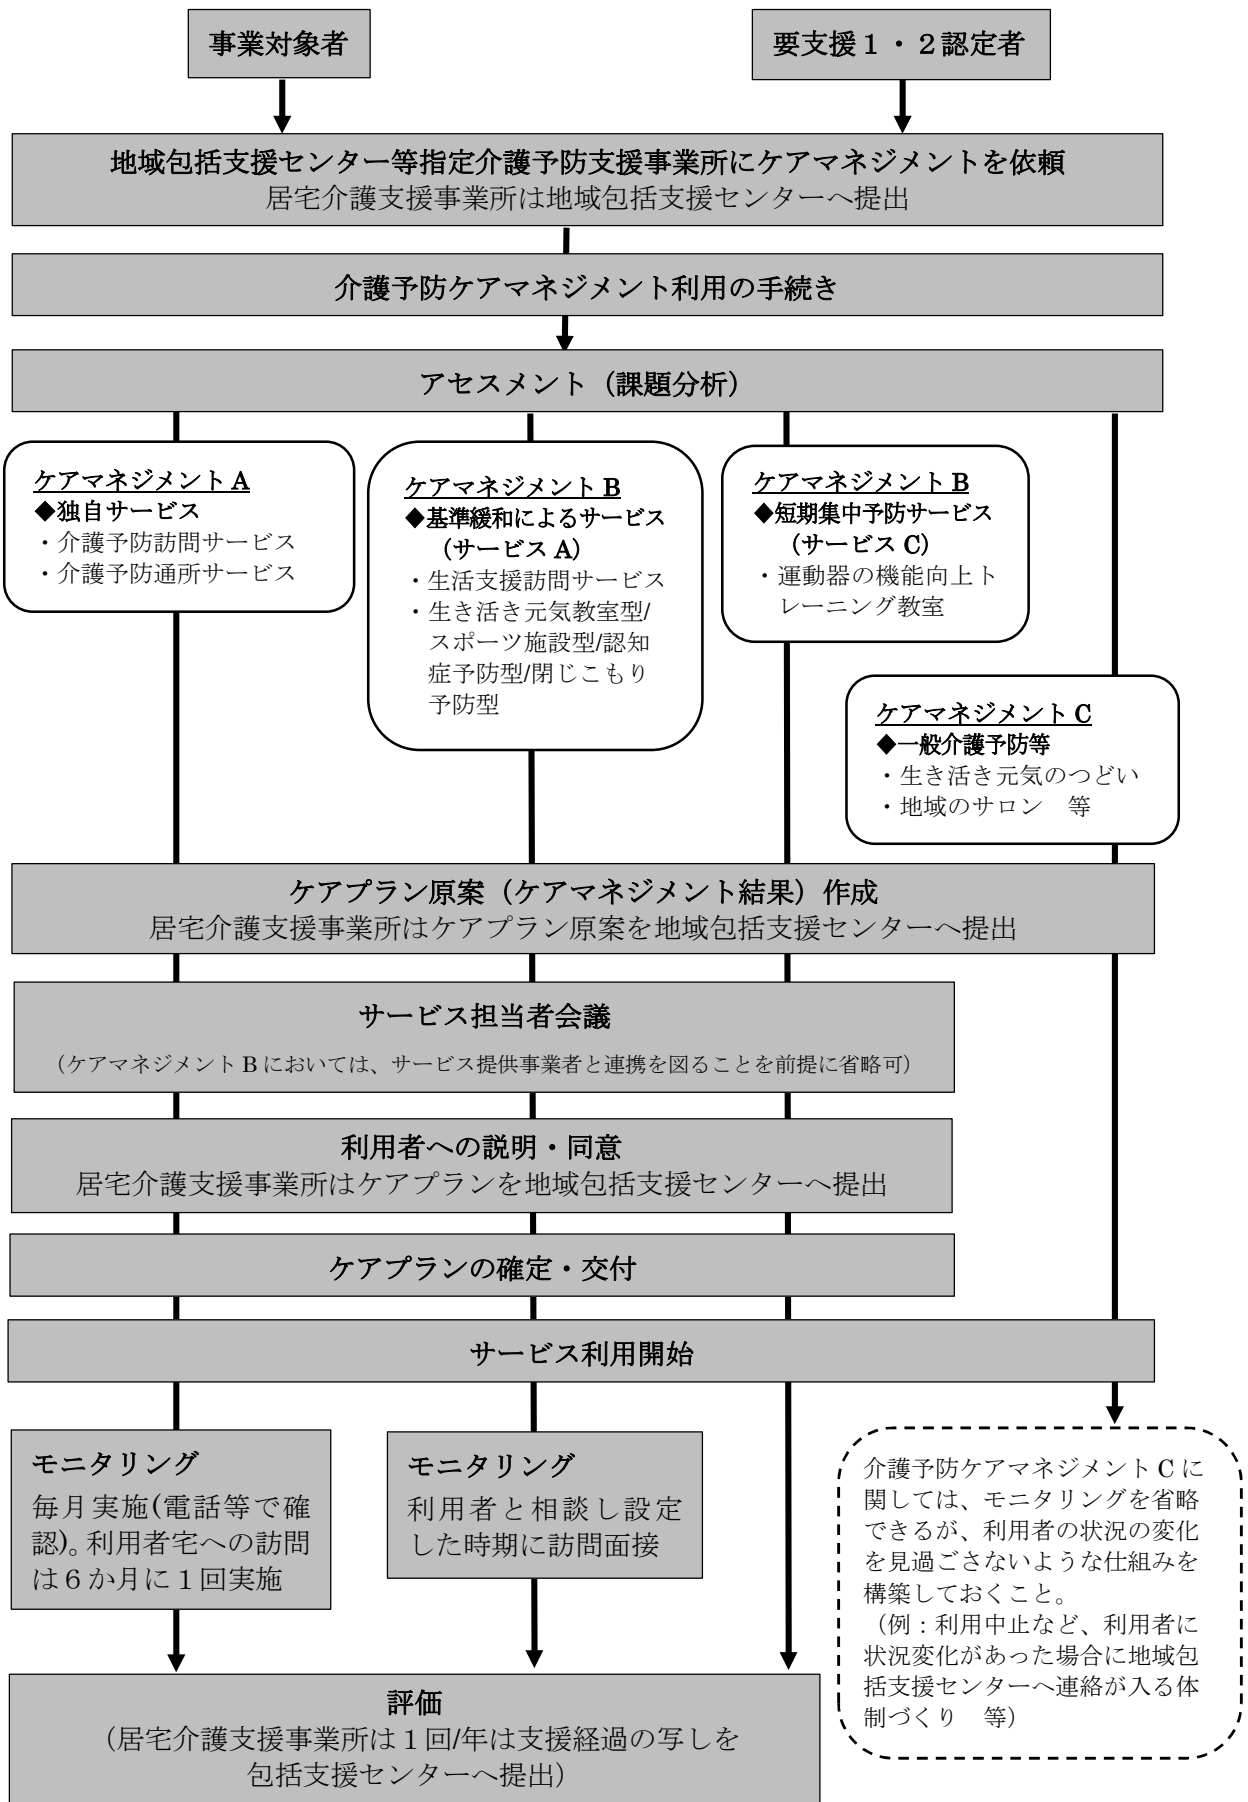 事業対象者
要支援１・２認定者
地域包括支援センター等指定介護予防支援事業所にケアマネジメントを依頼
居宅介護支援事業所は地域包括支援センターへ提出
介護予防ケアマネジメント利用の手続き
アセスメント（課題分析）
ケアマネジメント A
◆独自サービス
・介護予防訪問サービス
・介護予防通所サービス
ケアマネジメント B
◆基準緩和によるサービス
（サービス A）
・生活支援訪問サービス
・生き活き元気教室型/
スポーツ施設型/認知
症予防型/閉じこもり
予防型
ケアマネジメント B
◆短期集中予防サービス
（サービス C）
・運動器の機能向上ト
レーニング教室
ケアマネジメント C
◆一般介護予防等
・生き活き元気のつどい
・地域のサロン　等
ケアプラン原案（ケアマネジメント結果）作成
居宅介護支援事業所はケアプラン原案を地域包括支援センターへ提出
サービス担当者会議
（ケアマネジメント B においては、サービス提供事業者と連携を図ることを前提に省略可）
利用者への説明・同意
居宅介護支援事業所はケアプランを地域包括支援センターへ提出
ケアプランの確定・交付
サービス利用開始
モニタリング
毎月実施(電話等で確
認)。利用者宅への訪問
は６か月に１回実施
モニタリング
利用者と相談し設定
した時期に訪問面接
介護予防ケアマネジメント C に
関しては、モニタリングを省略
できるが、利用者の状況の変化
を見過ごさないような仕組みを
構築しておくこと。
（例：利用中止など、利用者に
状況変化があった場合に地域包
括支援センターへ連絡が入る体
制づくり　等）
評価
（居宅介護支援事業所は１回/年は支援経過の写しを
包括支援センターへ提出）